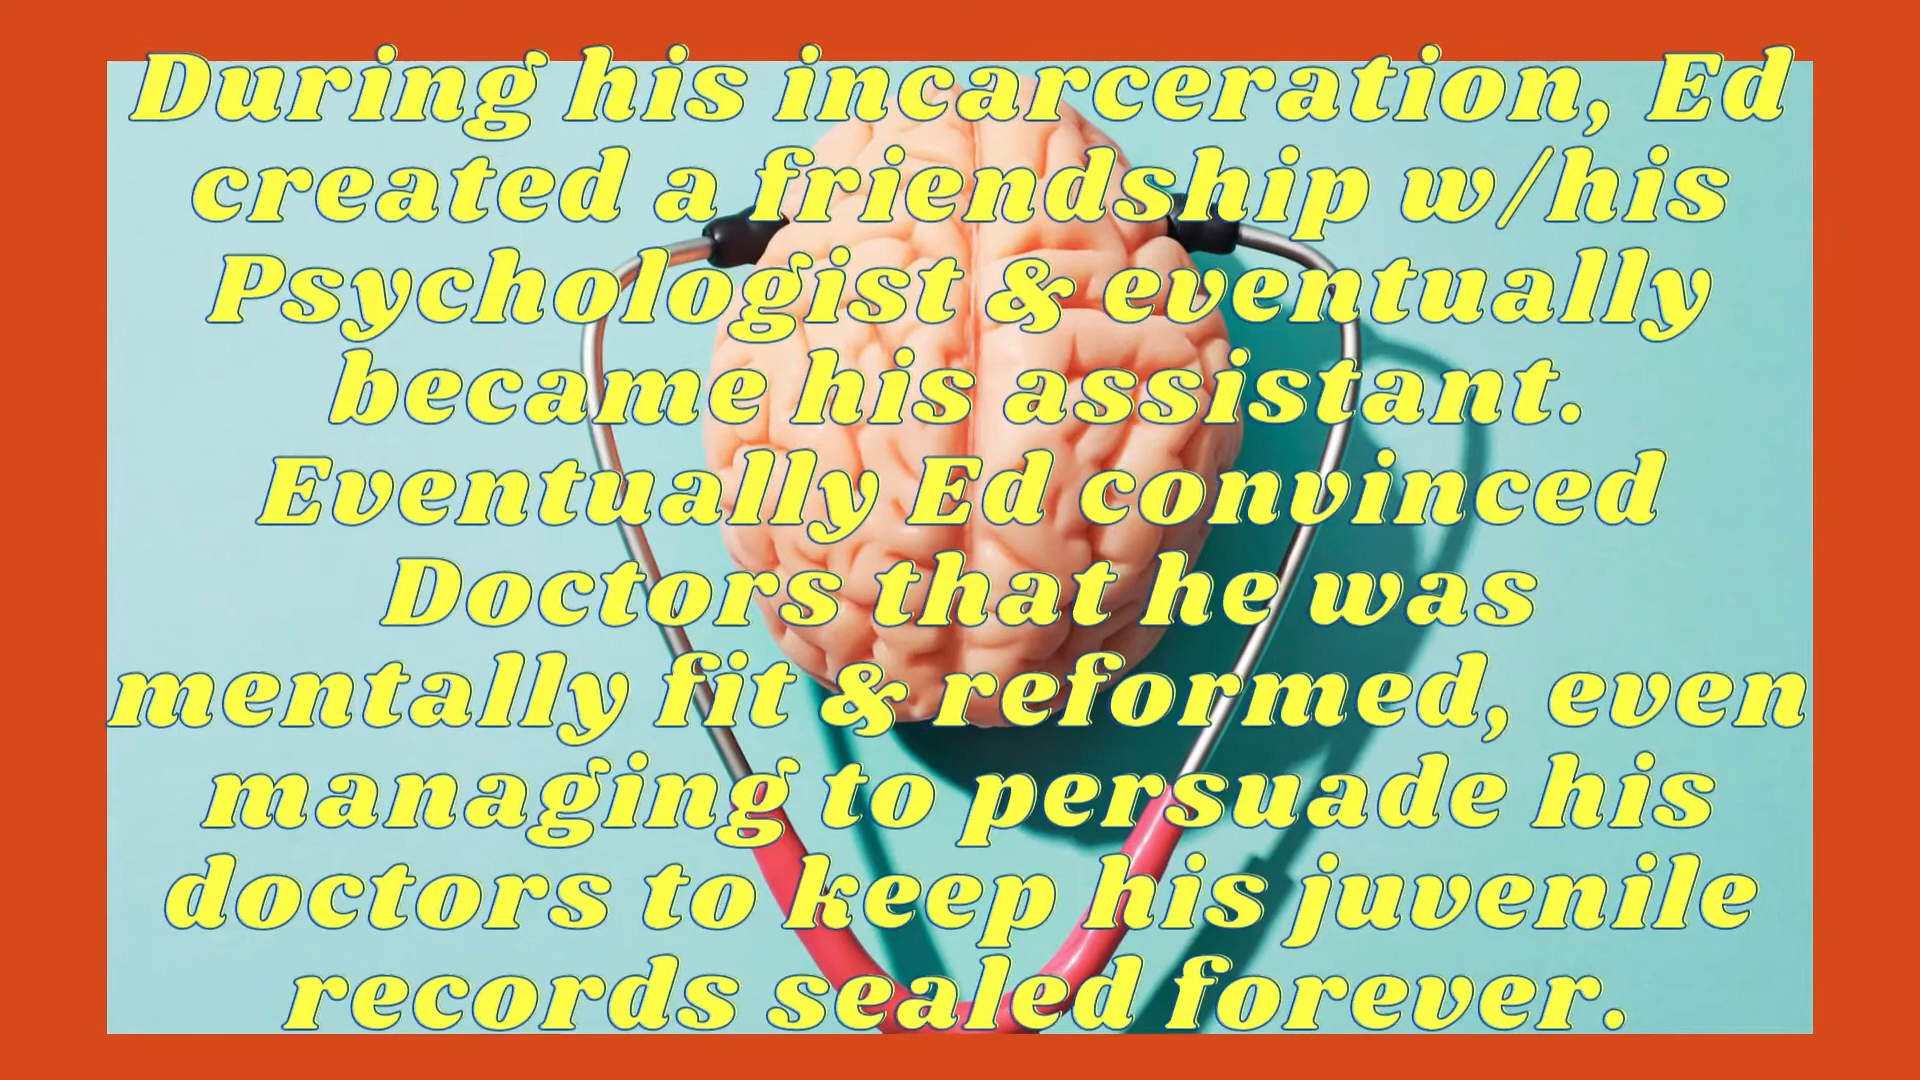 During his incarceration, Ed
created a friendship w/his
Psychologist & eventually
became his assistant.
Eventually Ed convinced
Doctors that he was
mentally fit & reformed, even
managing to persuade his
doctors to keep his juvenile
records sealed forever.